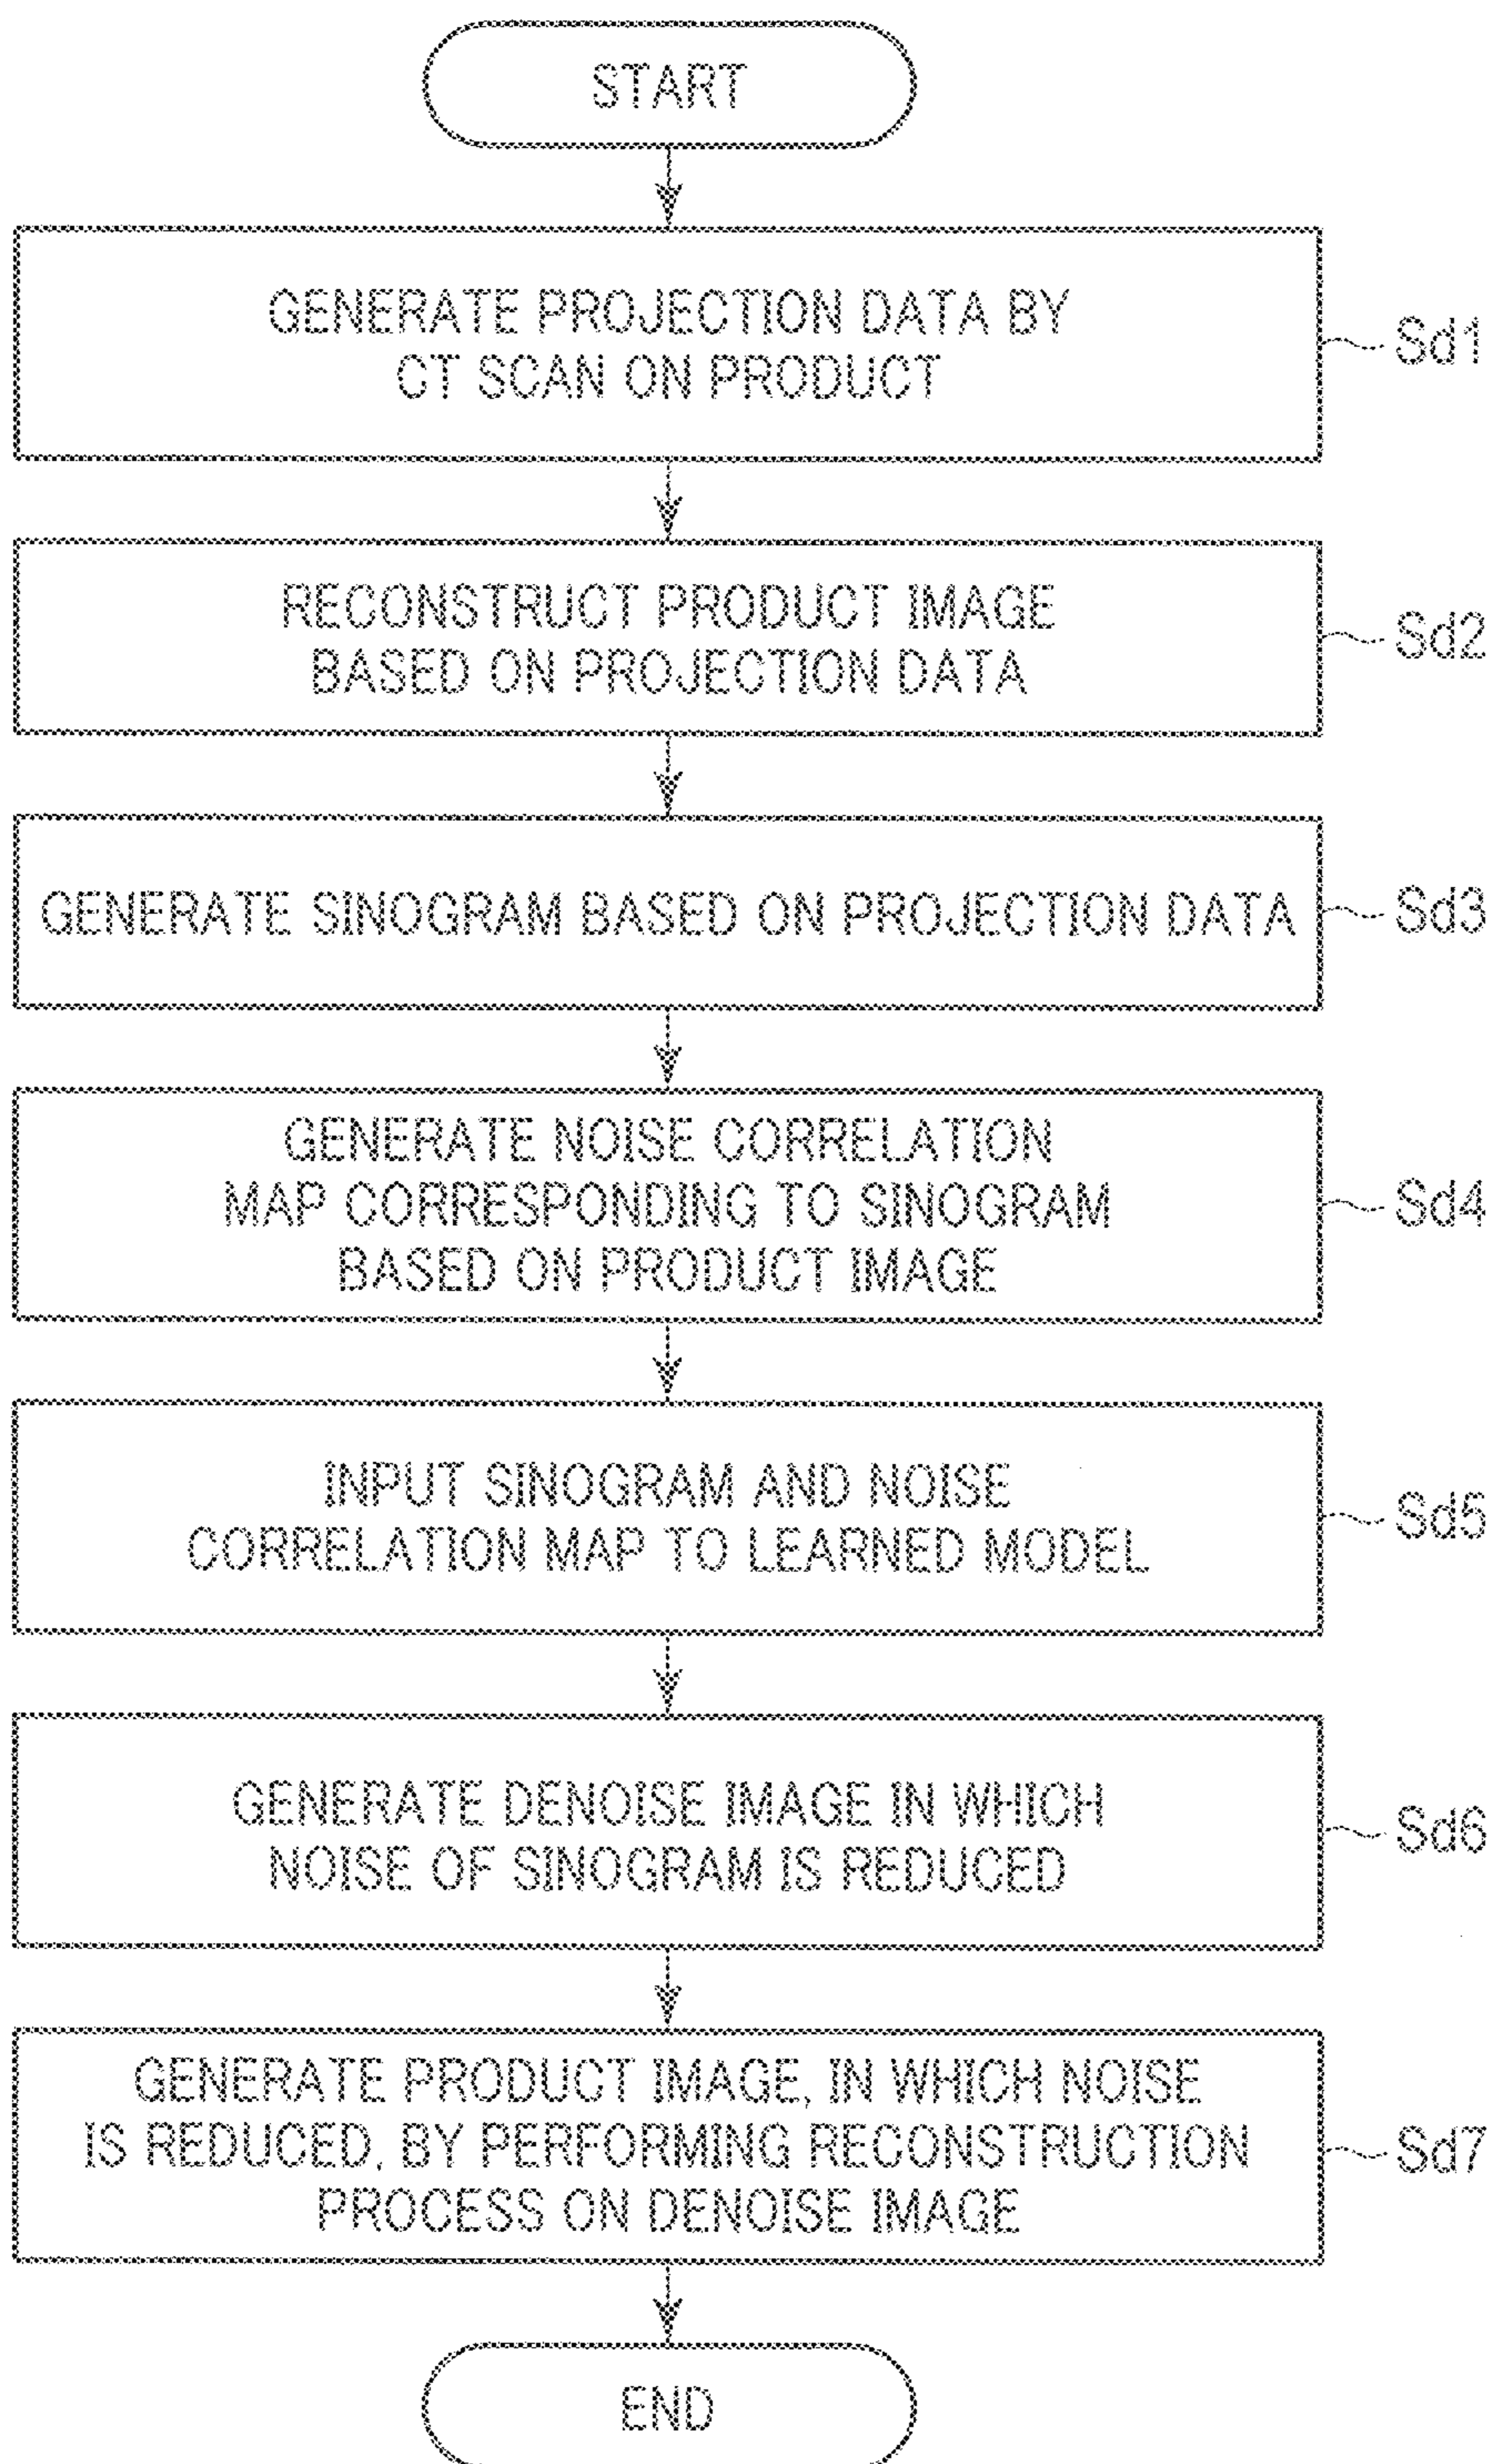 START
GENERATE PROJECTION DATA BY
CT SCAN ON PRODUCT
Sd1
RECONSTRUCT PRODUCT IMAGE
BASED ON PROJECTION DATA
Sd2
GENERATE SINOGRAM BASED ON PROJECTION DATA
Sd3
GENERATE NOISE CORRELATION
MAP CORRESPONDING TO SINOGRAM
BASED ON PRODUCT IMAGE
Sd4
INPUT SINOGRAM AND NOISE
CORRELATION MAP TO LEARNED MODEL
Sd5
GENERATE DENOISE IMAGE IN WHICH
NOISE OF SINOGRAM IS REDUCED
Sd6
GENERATE PRODUCT IMAGE, IN WHICH NOISE
IS REDUCED, BY PERFORMING RECONSTRUCTION
PROCESS ON DENOISE IMAGE
Sd7
END